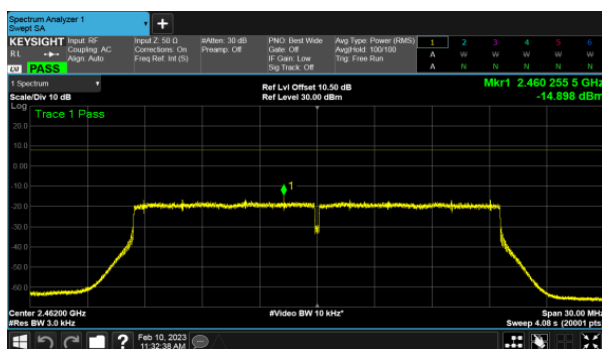 Spectrum Analyzer 1
Swept SA
+
KEYSIGHT Input: RF Input Z: 50 Ω #Atten: 30 dB PNO: Best Wide Avg Type: Power (RMS) 1 2 3 4 5 6
RL Coupling: AC Corrections: On Preamp: Off Gate: Off Avg|Hold: 100/100 A W W W W W
Align: Auto Freq Ref: Int (S) IF Gain: Low Trig: Free Run
Sig Track: Off
LXI PASS A N N N N N
1 Spectrum Ref Lvl Offset 10.50 dB Mkr1 2.460 255 5 GHz
Scale/Div 10 dB Ref Level 30.00 dBm -14.898 dBm
Log
Trace 1 Pass
20.0
10.0
0.00
-10.0
1
-20.0
-30.0
-40.0
-50.0
-60.0
Center 2.46200 GHz #Video BW 10 kHz* Span 30.00 MHz
#Res BW 3.0 kHz Sweep 4.08 s (20001 pts)
? Feb 10, 2023
11:32:38 AM